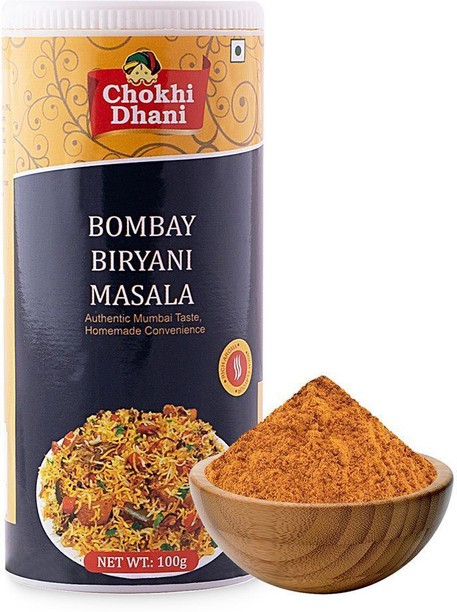 Chokhi
Dhani
BOMBAY
BIRYANI
MASALA
Authentic Mumbai Taste,
Homemade Convenience
NET WT.: 100g